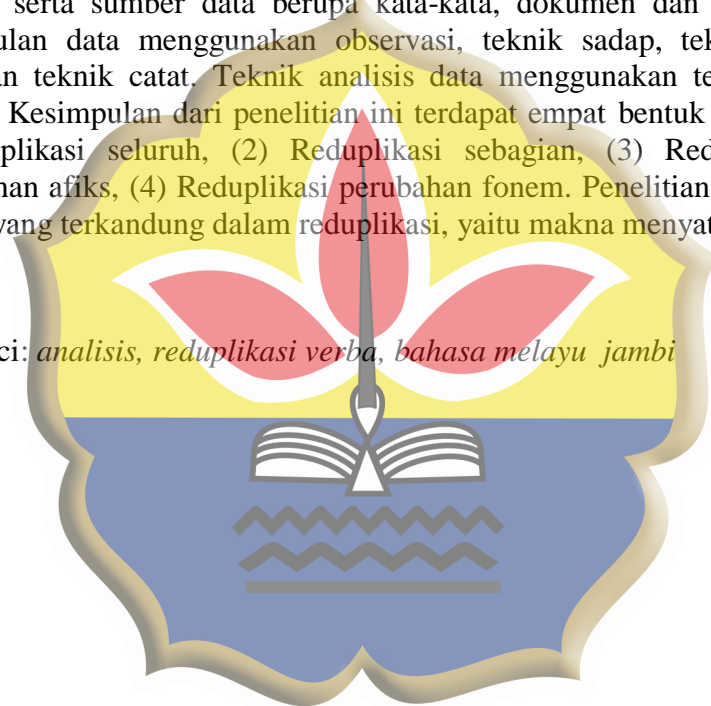 serta sumber data berupa kata-kata, dokumen dan
ulan data menggunakan observasi, teknik sadap, tek
an teknik catat. Teknik analisis data menggunakan te
Kesimpulan dari penelitian ini terdapat empat bentuk
plikasi seluruh, (2) Reduplikasi sebagian, (3) Red
han afiks, (4) Reduplikasi perubahan fonem. Penelitian
yang terkandung dalam reduplikasi, yaitu makna menyat
ci: analisis, reduplikasi verba, bahasa melayu jambi